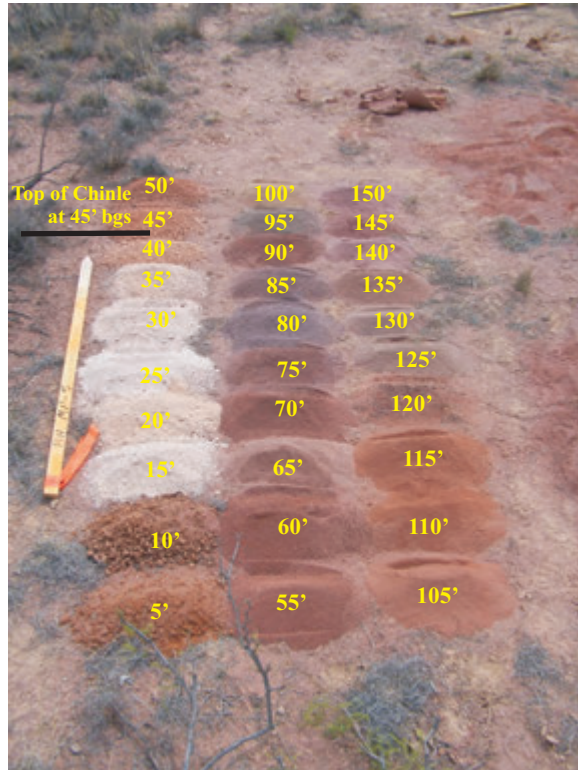 50’ 100’ 150’
Top of Chinle
at 45’ bgs
45’ 95’ 145’
40’ 90’ 140’
35’ 85’ 135’
30’ 80’ 130’
25’ 75’ 125’
20’ 70’ 120’
15’ 65’ 115’
10’ 60’ 110’
5’ 55’ 105’